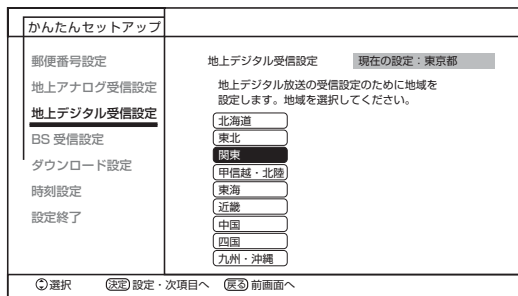 かんたんセットアップ
郵便番号設定
地上アナログ受信設定
地上デジタル受信設定
BS 受信設定
ダウンロード設定
時刻設定
設定終了
地上デジタル受信設定 現在の設定：東京都
地上デジタル放送の受信設定のために地域を
設定します。地域を選択してください。
北海道
東北
関東
甲信越・北陸
東海
近畿
中国
四国
九州・沖縄
選択 決定 設定・次項目へ 戻る 前画面へ